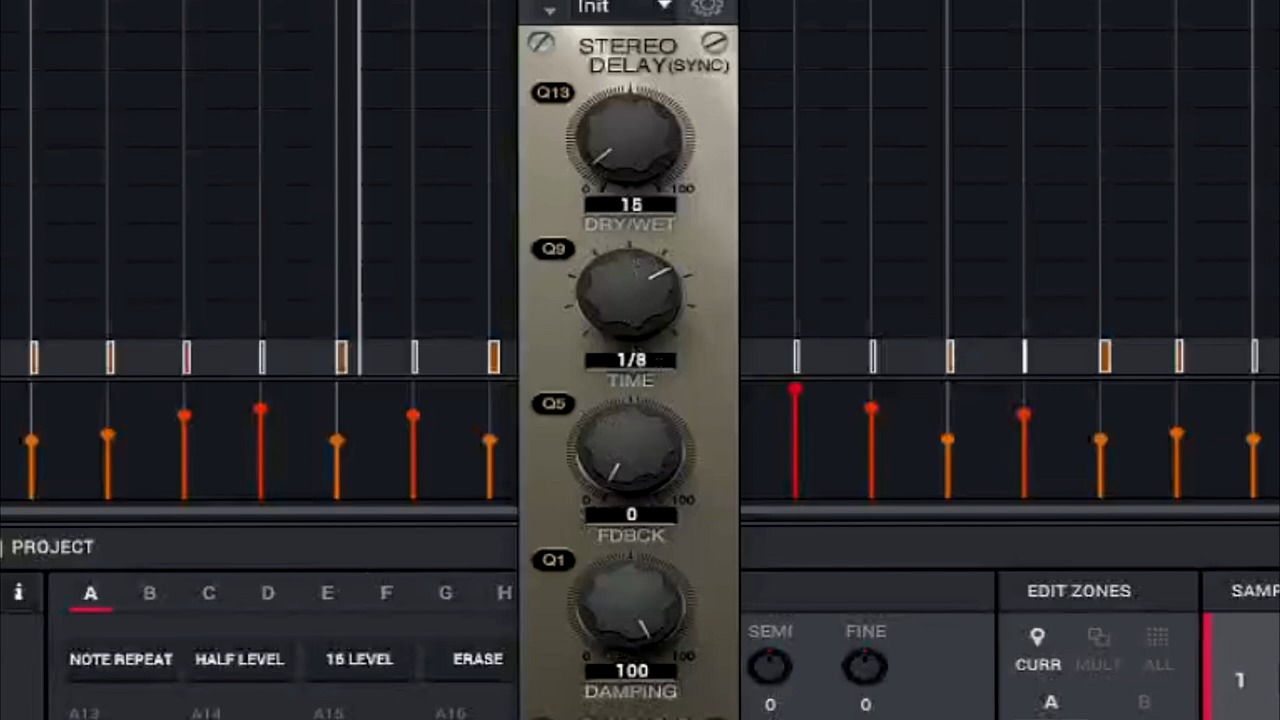 Init
STEREO
DELAY(SYNC)
Q13
0 100
15
DRY/WET
Q9
1/8
TIME
Q5
0 100
0
FDBCK
Q1
0 100
100
DAMPING
PROJECT
i
A B C D E F G H
NOTE REPEAT HALF LEVEL 16 LEVEL ERASE
A13 A14 A15 A16
SEMI FINE
0 0
EDIT ZONES
CURR MULT ALL
A B
SAMP
1